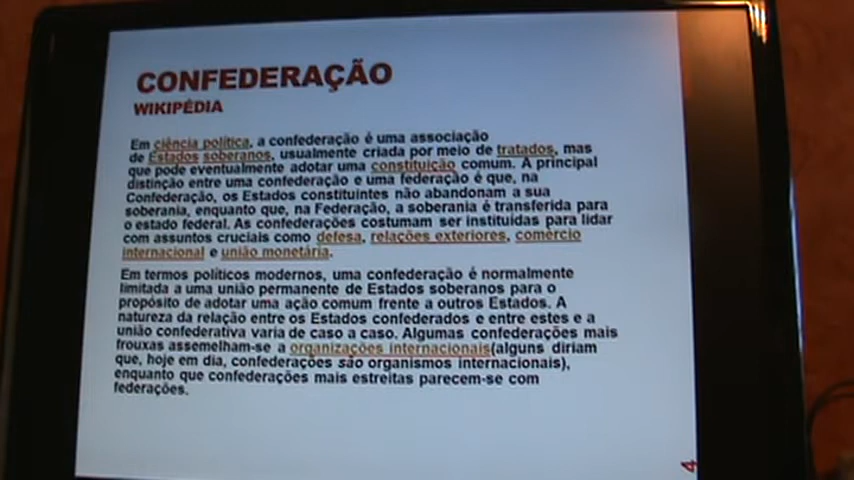 CONFEDERAÇÃO
WIKIPÉDIA
Em ciência política, a confederação é uma associação
de Estados soberanos, usualmente criada por meio de tratados, mas
que pode eventualmente adotar uma constituição comum. A principal
distinção entre uma confederação e uma federação é que, na
Confederação, os Estados constituintes não abandonam a sua
soberania, enquanto que, na Federação, a soberania é transferida para
o estado federal. As confederações costumam ser instituídas para lidar
com assuntos cruciais como defesa, relações exteriores, comércio
internacional e união monetária.
Em termos políticos modernos, uma confederação é normalmente
limitada a uma união permanente de Estados soberanos para o
propósito de adotar uma ação comum frente a outros Estados. A
natureza da relação entre os Estados confederados e entre estes e a
união confederativa varia de caso a caso. Algumas confederações mais
frouxas assemelham-se a organizações internacionais(alguns diriam
que, hoje em dia, confederações são organismos internacionais),
enquanto que confederações mais estreitas parecem-se com
federações.
4